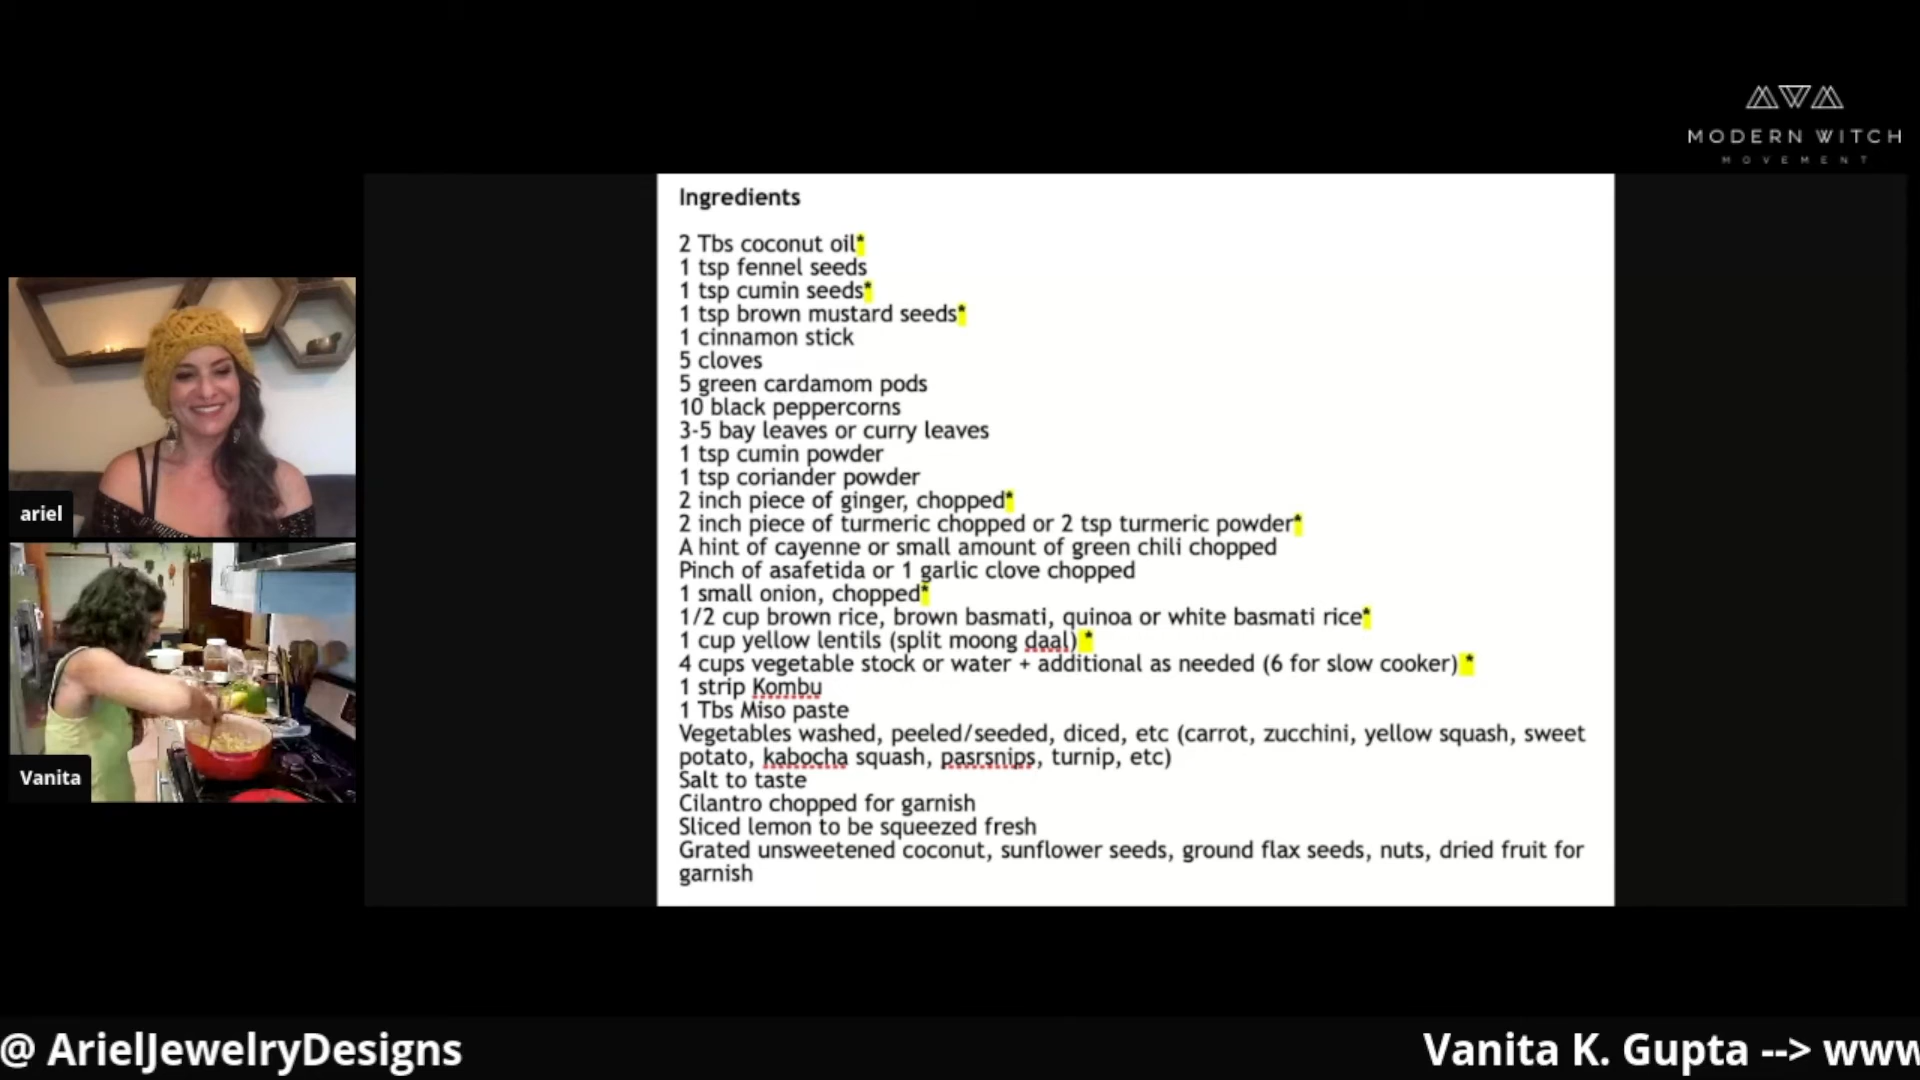 MODERN WITCH
MOVEMENT
Ingredients
2 Tbs coconut oil*
1 tsp fennel seeds
1 tsp cumin seeds*
1 tsp brown mustard seeds*
1 cinnamon stick
5 cloves
5 green cardamom pods
10 black peppercorns
3-5 bay leaves or curry leaves
1 tsp cumin powder
1 tsp coriander powder
2 inch piece of ginger, chopped*
2 inch piece of turmeric chopped or 2 tsp turmeric powder*
A hint of cayenne or small amount of green chili chopped
Pinch of asafetida or 1 garlic clove chopped
1 small onion, chopped*
1/2 cup brown rice, brown basmati, quinoa or white basmati rice*
1 cup yellow lentils (split moong daal) *
4 cups vegetable stock or water + additional as needed (6 for slow cooker) *
1 strip Kombu
1 Tbs Miso paste
Vegetables washed, peeled/seeded, diced, etc (carrot, zucchini, yellow squash, sweet
potato, kabocha squash, pasrsnips, turnip, etc)
Salt to taste
Cilantro chopped for garnish
Sliced lemon to be squeezed fresh
Grated unsweetened coconut, sunflower seeds, ground flax seeds, nuts, dried fruit for
garnish
ariel
Vanita
@ ArielJewelryDesigns
Vanita K. Gupta --> www